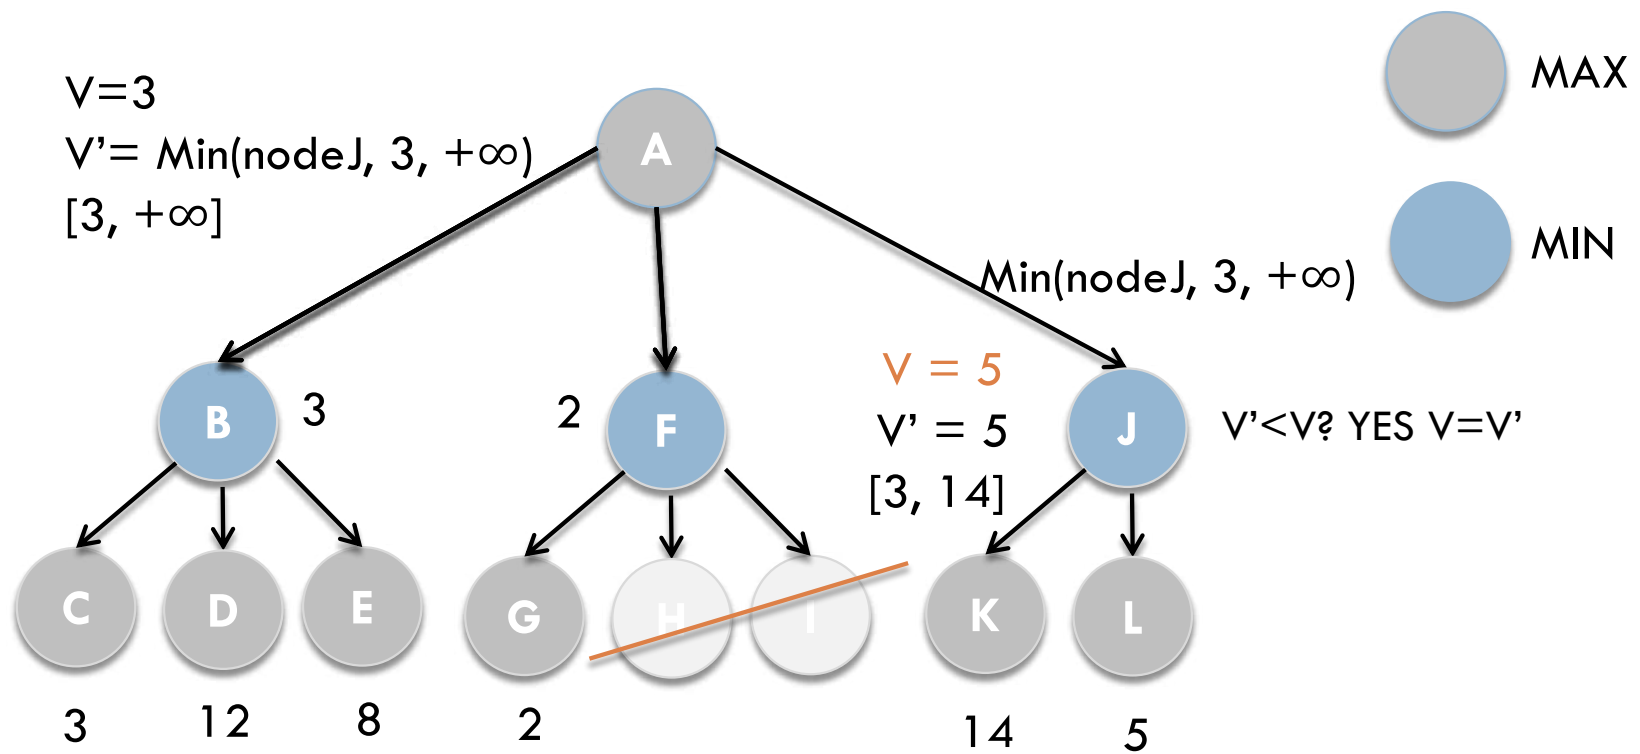 V=3
V'= Min(nodeJ, 3, +∞)
[3, +∞]
A
MAX
MIN
Min(nodeJ, 3, +∞)
V = 5
V' = 5
[3, 14]
B
3
2
F
J
V'<V? YES V=V'
C
D
E
G
H
I
K
L
3
12
8
2
14
5